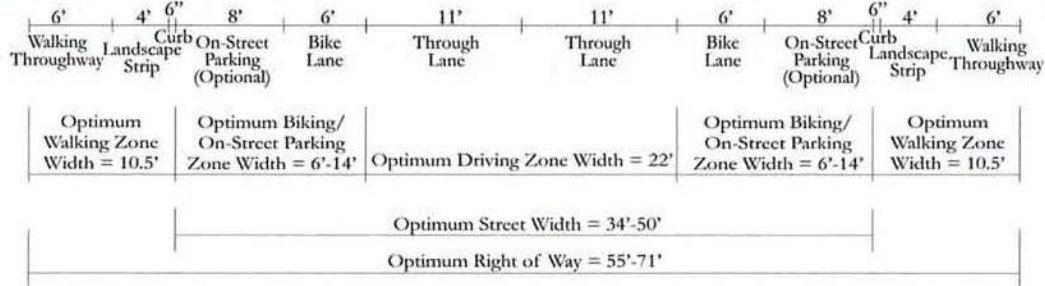 6' 4' 6" 8' 6' 11' 11' 6' 8' 6" 4' 6'
Walking Throughway
Landscape Strip
Curb
On-Street Parking (Optional)
Bike Lane
Through Lane
Through Lane
Bike Lane
On-Street Parking (Optional)
Curb
Landscape Strip
Walking Throughway
Optimum
Walking Zone
Width = 10.5'
Optimum Biking/
On-Street Parking
Zone Width = 6'-14'
Optimum Driving Zone Width = 22'
Optimum Biking/
On-Street Parking
Zone Width = 6'-14'
Optimum
Walking Zone
Width = 10.5'
Optimum Street Width = 34'-50'
Optimum Right of Way = 55'-71'